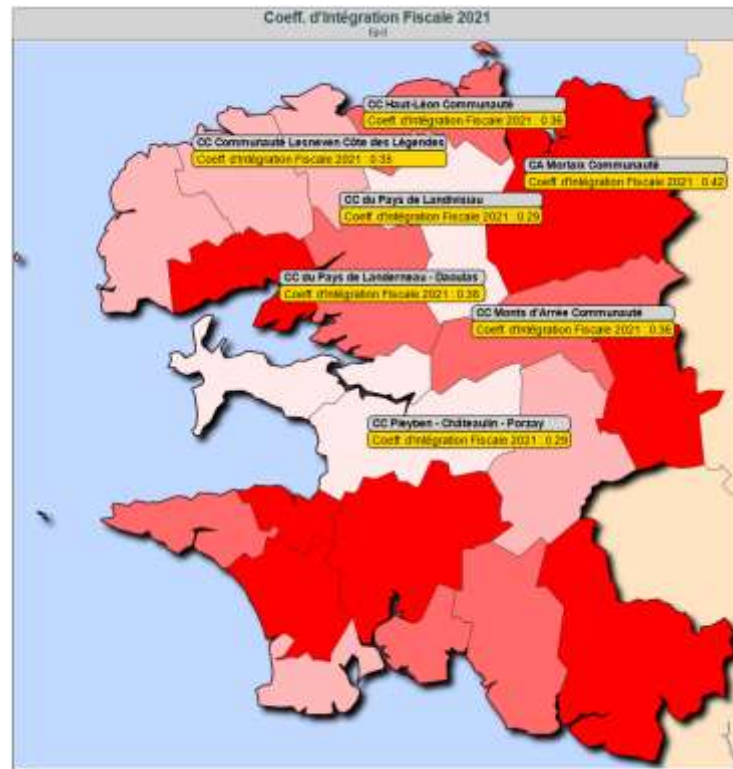 Coeff. d'Intégration Fiscale 2021
Epci
CC Haut-Léon Communauté
Coeff. d'Intégration Fiscale 2021 : 0.36
CC Communauté Lesneven Côte des Légendes
Coeff. d'Intégration Fiscale 2021 : 0.35
CA Morlaix Communauté
Coeff. d'Intégration Fiscale 2021 : 0.42
CC du Pays de Landivisiau
Coeff. d'Intégration Fiscale 2021 : 0.29
CC du Pays de Landerneau - Daoulas
Coeff. d'Intégration Fiscale 2021 : 0.38
CC Monts d'Arrée Communauté
Coeff. d'Intégration Fiscale 2021 : 0.36
CC Pleyben - Châteaulin - Porzay
Coeff. d'Intégration Fiscale 2021 : 0.29